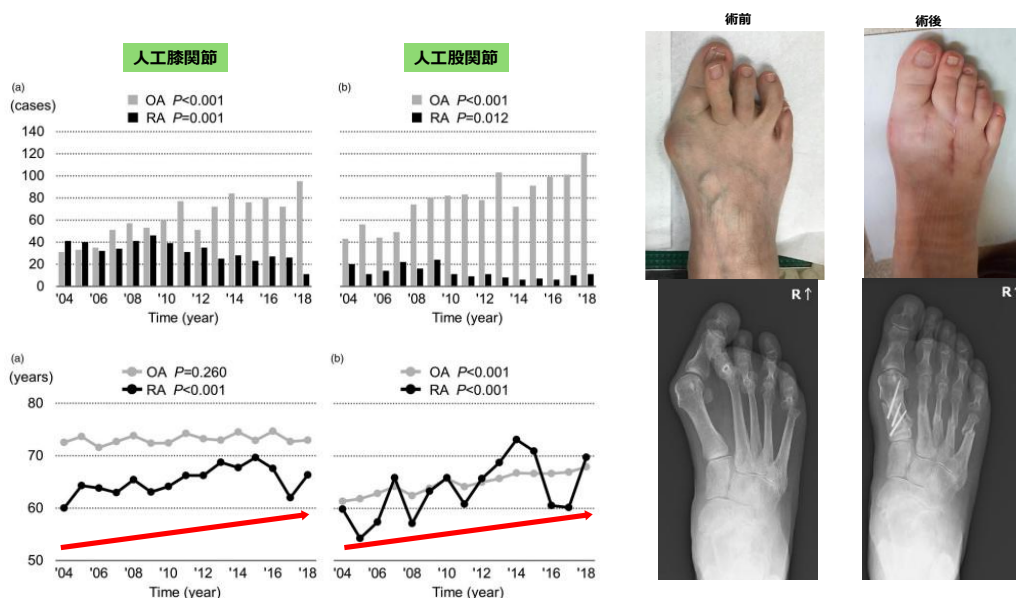 人工膝関節
(a)
(cases)
OA P<0.001
RA P=0.001
140
120
100
80
60
40
20
0
'04 '06 '08 '10 '12 '14 '16 '18
Time (year)
人工股関節
(b)
OA P<0.001
RA P=0.012
'04 '06 '08 '10 '12 '14 '16 '18
Time (year)
(a)
(years)
OA P=0.260
RA P<0.001
80
70
60
50
'04 '06 '08 '10 '12 '14 '16 '18
Time (year)
(b)
OA P<0.001
RA P<0.001
'04 '06 '08 '10 '12 '14 '16 '18
Time (year)
術前
術後
R↑
R↑